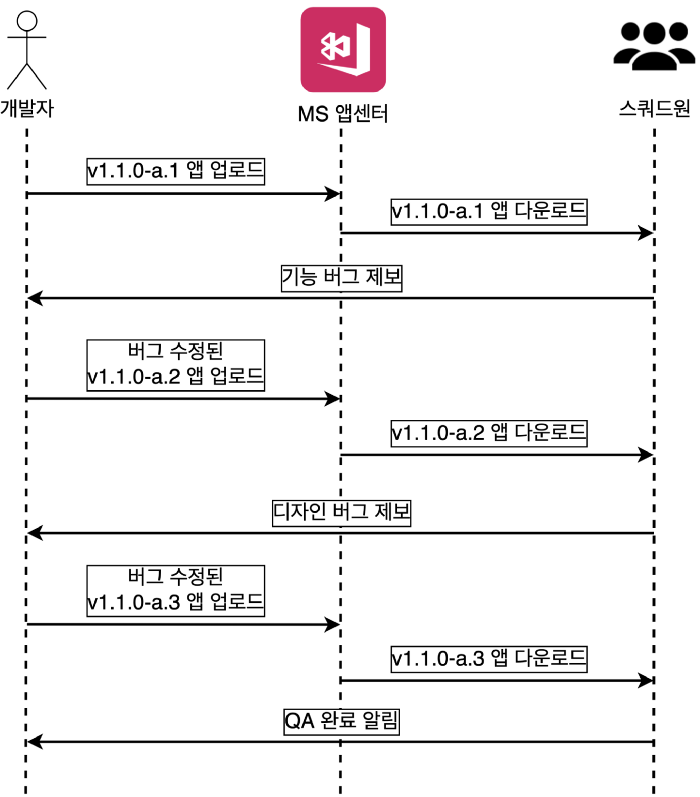 개발자
MS 앱센터
스쿼드원
v1.1.0-a.1 앱 업로드
v1.1.0-a.1 앱 다운로드
기능 버그 제보
버그 수정된
v1.1.0-a.2 앱 업로드
v1.1.0-a.2 앱 다운로드
디자인 버그 제보
버그 수정된
v1.1.0-a.3 앱 업로드
v1.1.0-a.3 앱 다운로드
QA 완료 알림